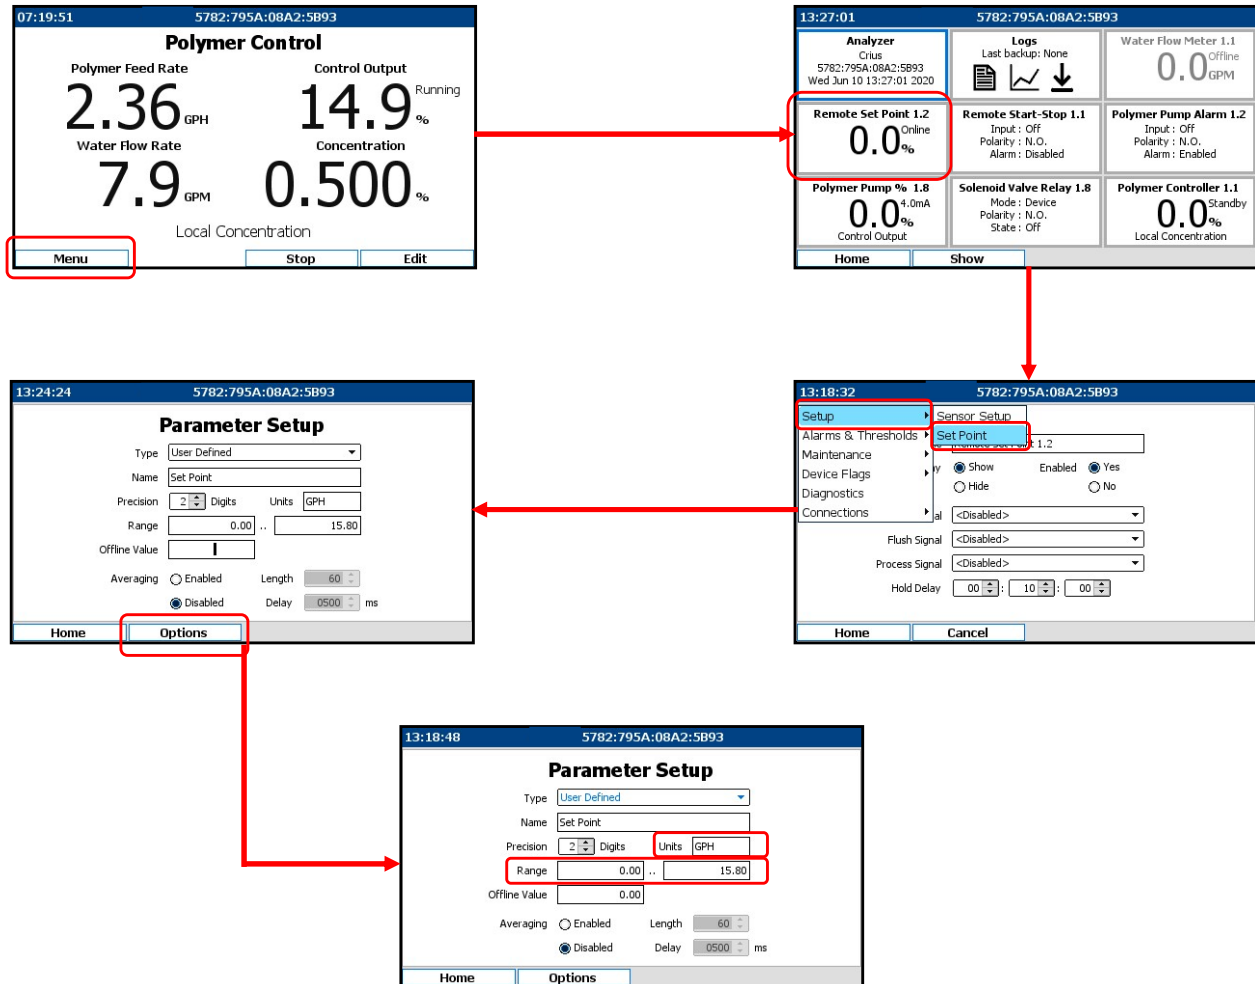 07:19:51 5782:795A:08A2:5B93
Polymer Control
Polymer Feed Rate Control Output
2.36 GPH 14.9 % Running
Water Flow Rate Concentration
7.9 GPM 0.500 %
Local Concentration
Menu Stop Edit
13:27:01 5782:795A:08A2:5B93
Analyzer
Crius
5782:795A:08A2:5B93
Wed Jun 10 13:27:01 2020
Logs
Last backup: None
Water Flow Meter 1.1
0.0 Offline
GPM
Remote Set Point 1.2
0.0 Online
%
Remote Start-Stop 1.1
Input : Off
Polarity : N.O.
Alarm : Disabled
Polymer Pump Alarm 1.2
Input : Off
Polarity : N.O.
Alarm : Enabled
Polymer Pump % 1.8
0.0 4.0mA
%
Control Output
Solenoid Valve Relay 1.8
Mode : Device
Polarity : N.O.
State : Off
Polymer Controller 1.1
0.0 Standby
%
Local Concentration
Home Show
13:24:24 5782:795A:08A2:5B93
Parameter Setup
Type User Defined
Name Set Point
Precision 2 Digits Units GPH
Range 0.00 .. 15.80
Offline Value
Averaging Enabled Length 60
Disabled Delay 0500 ms
Home Options
13:18:32 5782:795A:08A2:5B93
Setup Sensor Setup
Alarms & Thresholds Set Point 1.2
Maintenance
Device Flags Show Enabled Yes
Diagnostics Hide No
Connections al <Disabled>
Flush Signal <Disabled>
Process Signal <Disabled>
Hold Delay 00 : 10 : 00
Home Cancel
13:18:48 5782:795A:08A2:5B93
Parameter Setup
Type User Defined
Name Set Point
Precision 2 Digits Units GPH
Range 0.00 .. 15.80
Offline Value 0.00
Averaging Enabled Length 60
Disabled Delay 0500 ms
Home Options